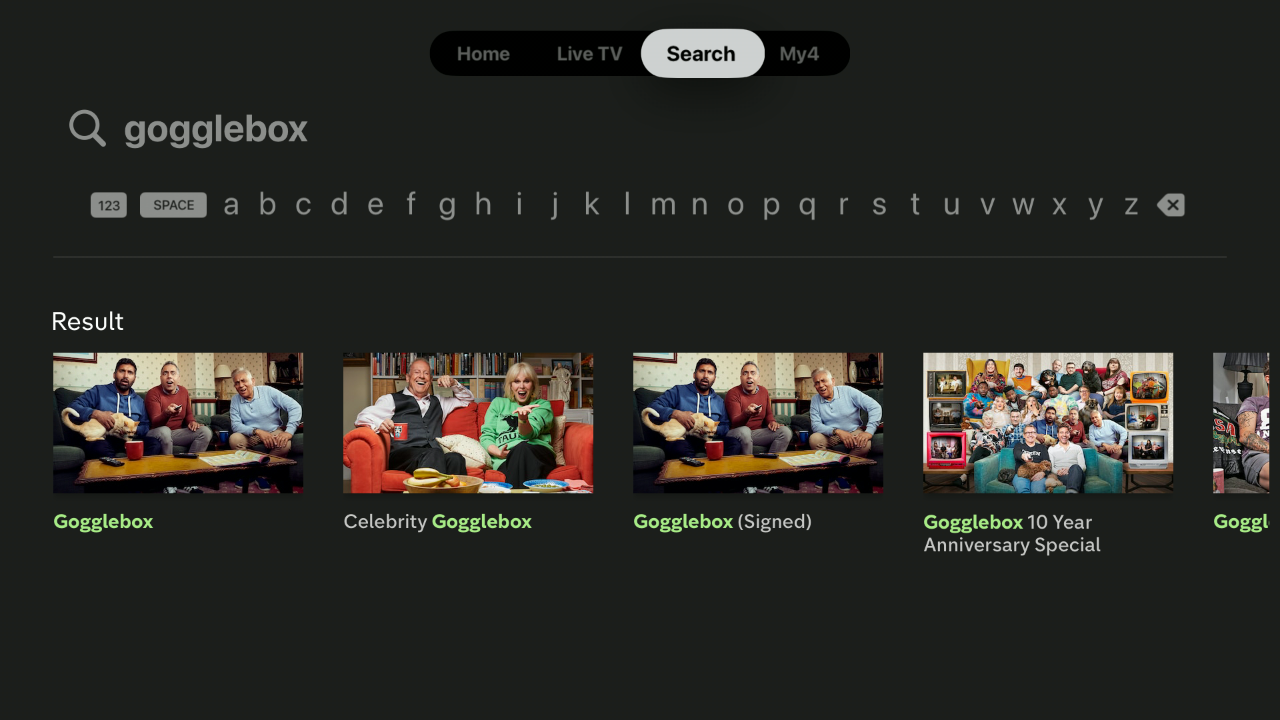 Home Live TV Search My4
gogglebox
123 SPACE a b c d e f g h i j k l m n o p q r s t u v w x y z
Result
Gogglebox
Celebrity Gogglebox
Gogglebox (Signed)
Gogglebox 10 Year
Anniversary Special